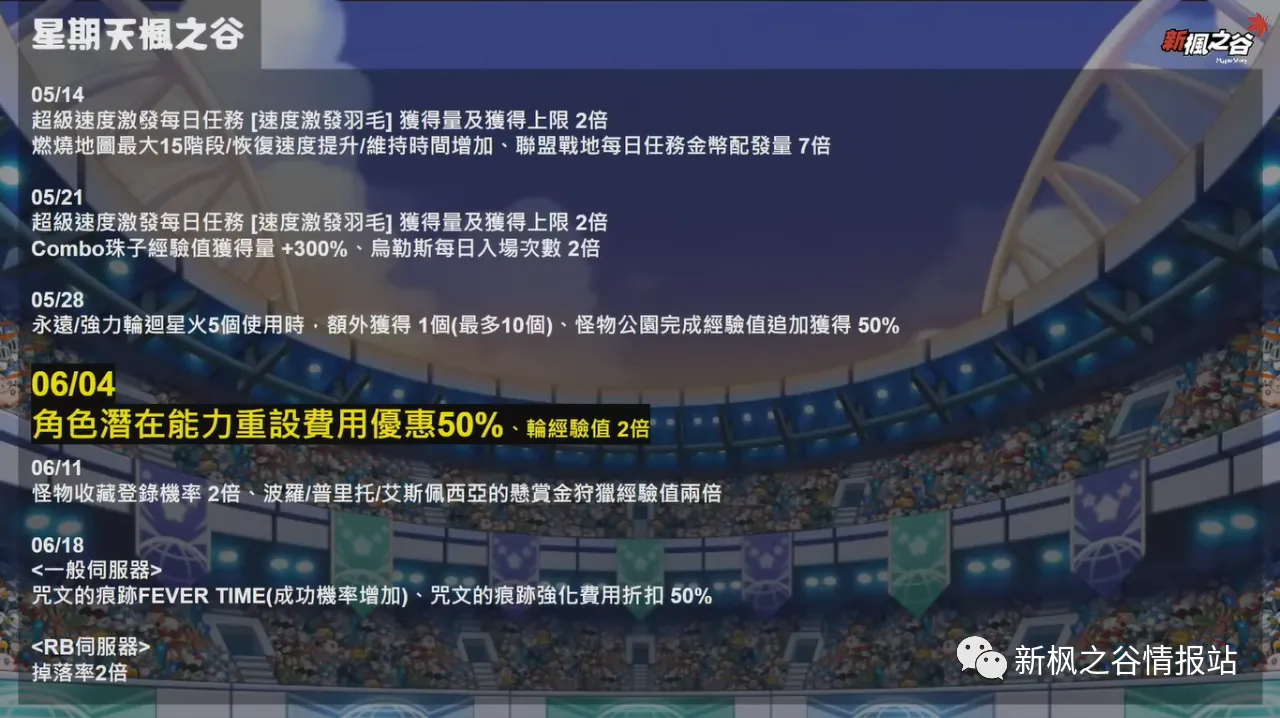 星期天楓之谷
新楓之谷
MapleStory
05/14
超級速度激發每日任務 [速度激發羽毛] 獲得量及獲得上限 2倍
燃燒地圖最大15階段/恢復速度提升/維持時間增加、聯盟戰地每日任務金幣配發量 7倍
05/21
超級速度激發每日任務 [速度激發羽毛] 獲得量及獲得上限 2倍
Combo珠子經驗值獲得量 +300%、烏勒斯每日入場次數 2倍
05/28
永遠/強力輪迴星火5個使用時，額外獲得 1個(最多10個)、怪物公園完成經驗值追加獲得 50%
06/04
角色潛在能力重設費用優惠50%、輪經驗值 2倍
06/11
怪物收藏登錄機率 2倍、波羅/普里托/艾斯佩西亞的懸賞金狩獵經驗值兩倍
06/18
<一般伺服器>
咒文的痕跡FEVER TIME(成功機率增加)、咒文的痕跡強化費用折扣 50%
<RB伺服器>
掉落率2倍
新枫之谷情报站